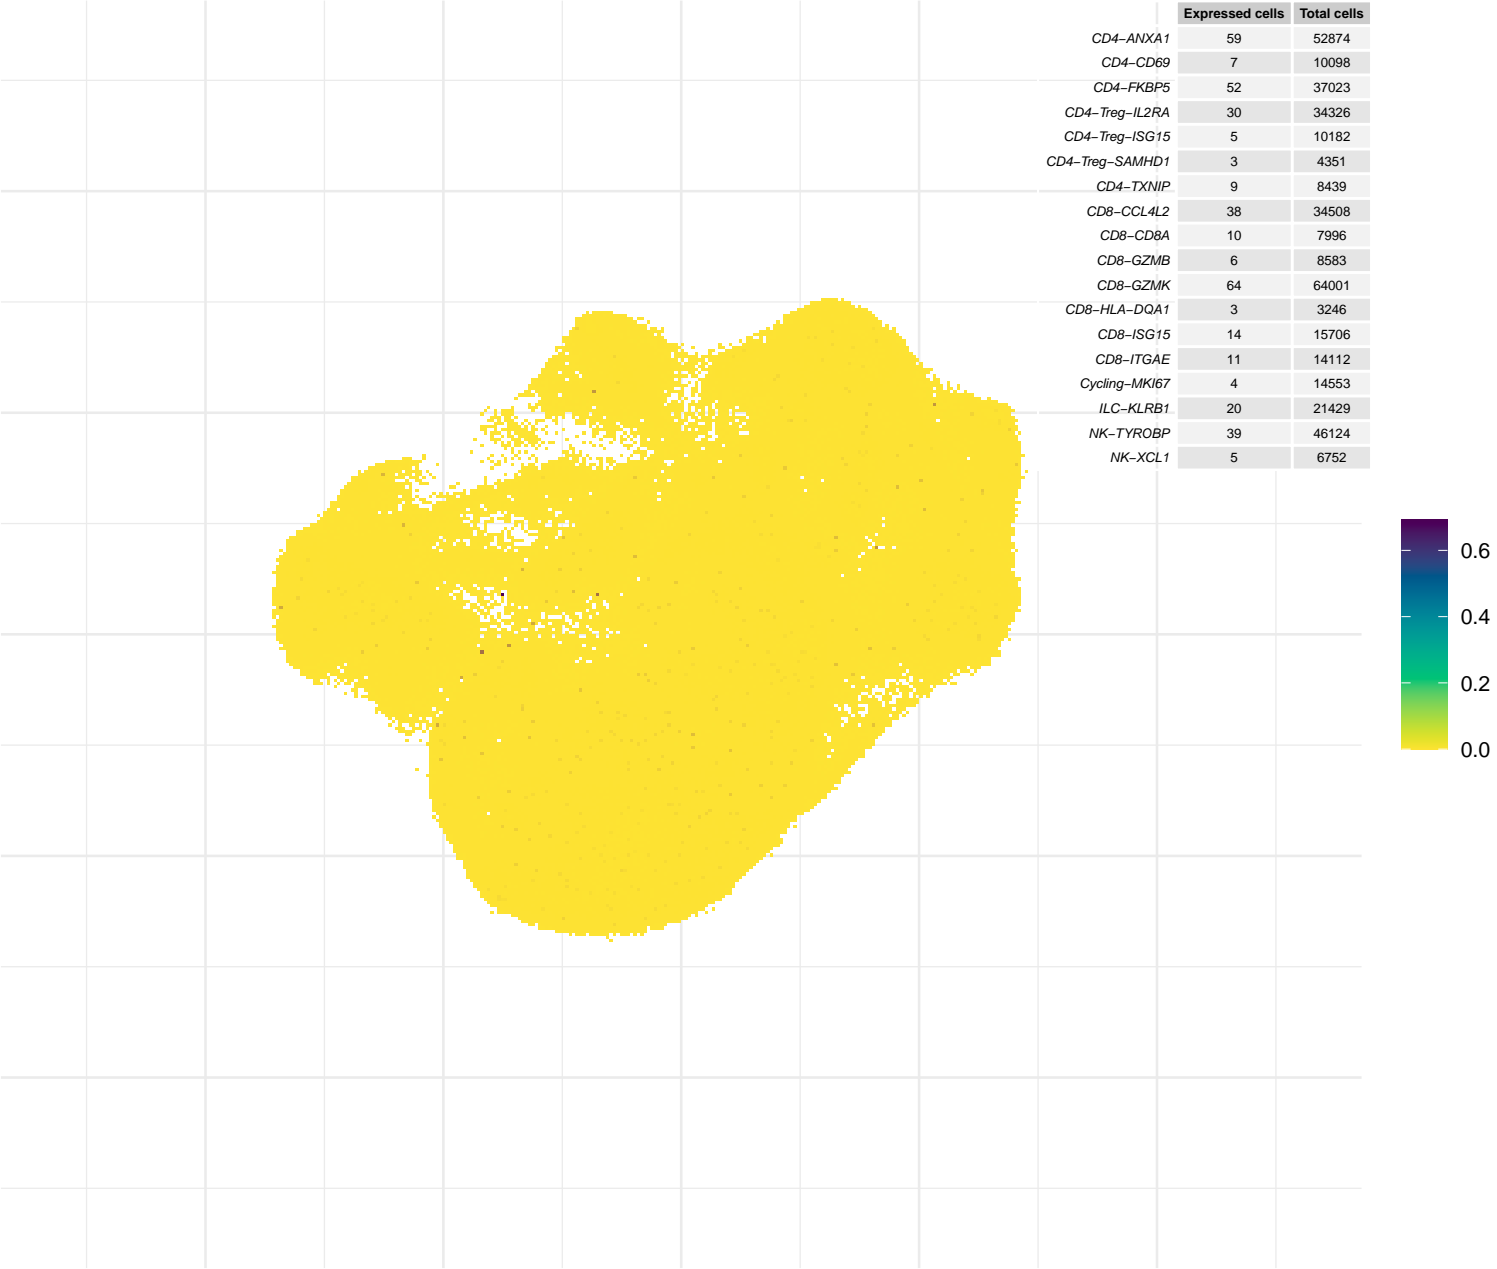 Expressed cells Total cells
CD4−ANXA1 59 52874
CD4−CD69 7 10098
CD4−FKBP5 52 37023
CD4−Treg−IL2RA 30 34326
CD4−Treg−ISG15 5 10182
CD4−Treg−SAMHD1 3 4351
CD4−TXNIP 9 8439
CD8−CCL4L2 38 34508
CD8−CD8A 10 7996
CD8−GZMB 6 8583
CD8−GZMK 64 64001
CD8−HLA−DQA1 3 3246
CD8−ISG15 14 15706
CD8−ITGAE 11 14112
Cycling−MKI67 4 14553
ILC−KLRB1 20 21429
NK−TYROBP 39 46124
NK−XCL1 5 6752
0.6
0.4
0.2
0.0